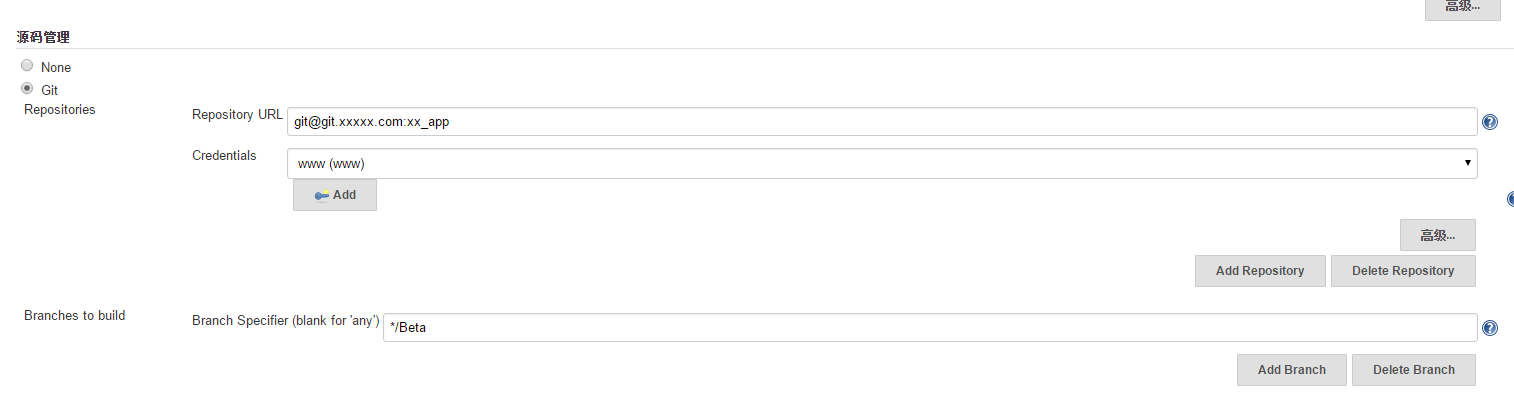 高级...
源码管理
None
Git
Repositories
Repository URL
git@git.xxxxx.com:xx_app
Credentials
www (www)
Add
高级...
Add Repository
Delete Repository
Branches to build
Branch Specifier (blank for 'any')
*/Beta
Add Branch
Delete Branch